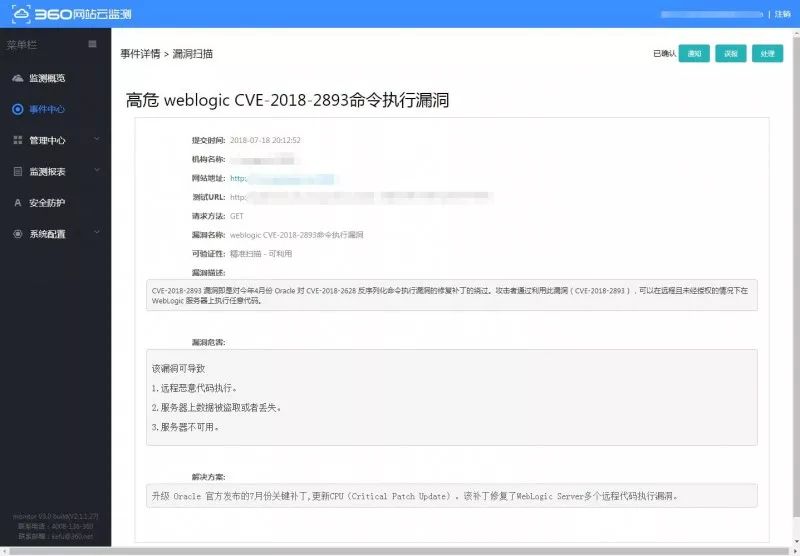 360网站云监测
| 注销
菜单栏
监测概览
事件中心
管理中心
监测报表
安全防护
系统配置
事件详情 > 漏洞扫描
已确认 通知 误报 处理
高危 weblogic CVE-2018-2893命令执行漏洞
提交时间: 2018-07-18 20:12:52
机构名称:
网站地址: http:
测试URL: http:
请求方法: GET
漏洞名称: weblogic CVE-2018-2893命令执行漏洞
可验证性: 精准扫描 - 可利用
漏洞描述:
CVE-2018-2893 漏洞即是对今年4月份 Oracle 对 CVE-2018-2628 反序列化命令执行漏洞的修复补丁的绕过。攻击者通过利用此漏洞（CVE-2018-2893），可以在远程且未经授权的情况下在
WebLogic 服务器上执行任意代码。
漏洞危害:
该漏洞可导致
1.远程恶意代码执行。
2.服务器上数据被盗取或者丢失。
3.服务器不可用。
解决方案:
升级 Oracle 官方发布的7月份关键补丁,更新CPU（Critical Patch Update）。该补丁修复了WebLogic Server多个远程代码执行漏洞。
monitor V3.0 build(V2.1.1.27)
联系电话：4008-136-360
联系邮箱：kefu@360.net